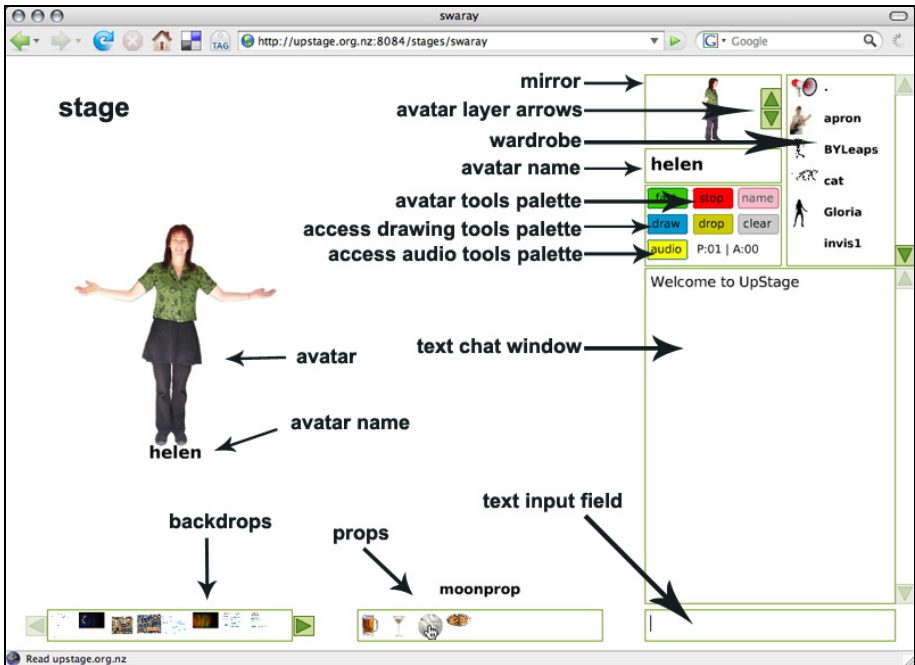 swaray
TAG
http://upstage.org.nz:8084/stages/swaray
G
Google
stage
mirror
avatar layer arrows
wardrobe
avatar name
avatar tools palette
access drawing tools palette
access audio tools palette
helen
stop
name
draw
drop
clear
audio
P:01 | A:00
.
apron
BYLeaps
cat
Gloria
invis1
Welcome to UpStage
text chat window
avatar
avatar name
helen
text input field
backdrops
props
moonprop
Read upstage.org.nz